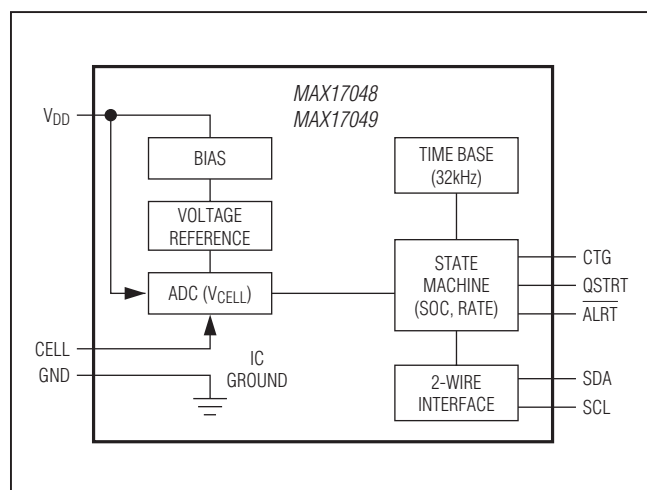 MAX17048
MAX17049
VDD
BIAS
TIME BASE
(32kHz)
VOLTAGE
REFERENCE
ADC (VCELL)
STATE
MACHINE
(SOC, RATE)
CTG
QSTRT
ALRT
CELL
GND
IC
GROUND
2-WIRE
INTERFACE
SDA
SCL